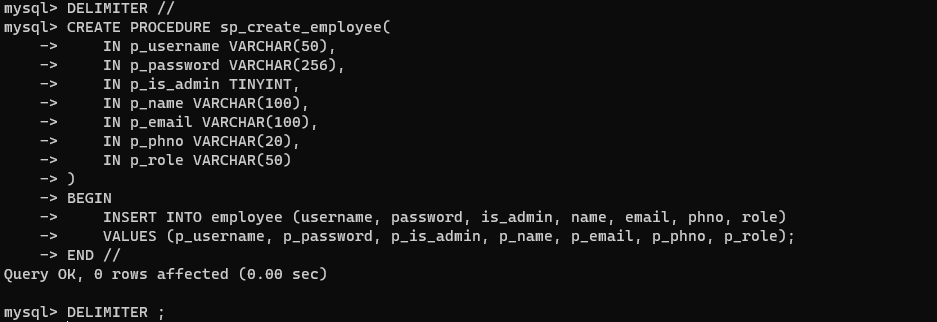 mysql> DELIMITER //
mysql> CREATE PROCEDURE sp_create_employee(
    ->     IN p_username VARCHAR(50),
    ->     IN p_password VARCHAR(256),
    ->     IN p_is_admin TINYINT,
    ->     IN p_name VARCHAR(100),
    ->     IN p_email VARCHAR(100),
    ->     IN p_phno VARCHAR(20),
    ->     IN p_role VARCHAR(50)
    -> )
    -> BEGIN
    ->     INSERT INTO employee (username, password, is_admin, name, email, phno, role)
    ->     VALUES (p_username, p_password, p_is_admin, p_name, p_email, p_phno, p_role);
    -> END //
Query OK, 0 rows affected (0.00 sec)

mysql> DELIMITER ;